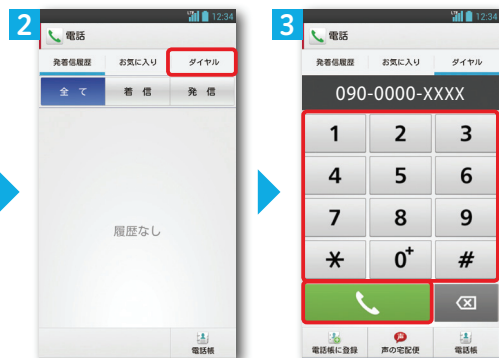 2
12:34
電話
発着信履歴 お気に入り ダイヤル
全て 着信 発信
履歴なし
電話帳
3
12:34
電話
発着信履歴 お気に入り ダイヤル
090-0000-XXXX
1 2 3
4 5 6
7 8 9
* 0+ #
電話帳に登録 声の宅配便 電話帳